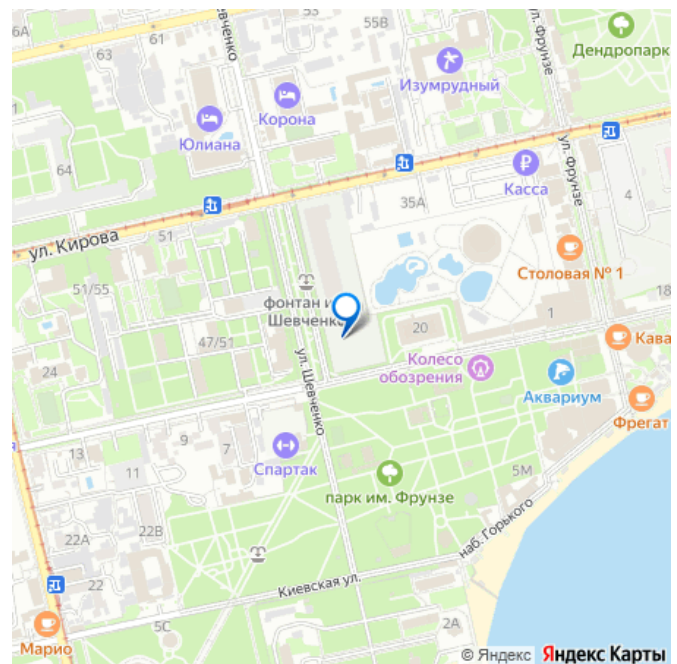 6А
63
61
вченко
53
55В
ул. Фрунзе
Дендропарк
Изумрудный
Корона
Юлиана
64
Касса
ул. Фрунзе
4
35А
ул. Кирова
51
Столовая № 1
51/55
фонтан и
Шевченко
18
1
20
47/51
Кава
24
Колесо
обозрения
Аквариум
ул. Шевченко
Фрегат
9
7
13
11
Спартак
5М
парк им. Фрунзе
наб. Горького
22В
22А
22
Киевская ул.
5С
2А
Марио
© Яндекс Яндекс Карты